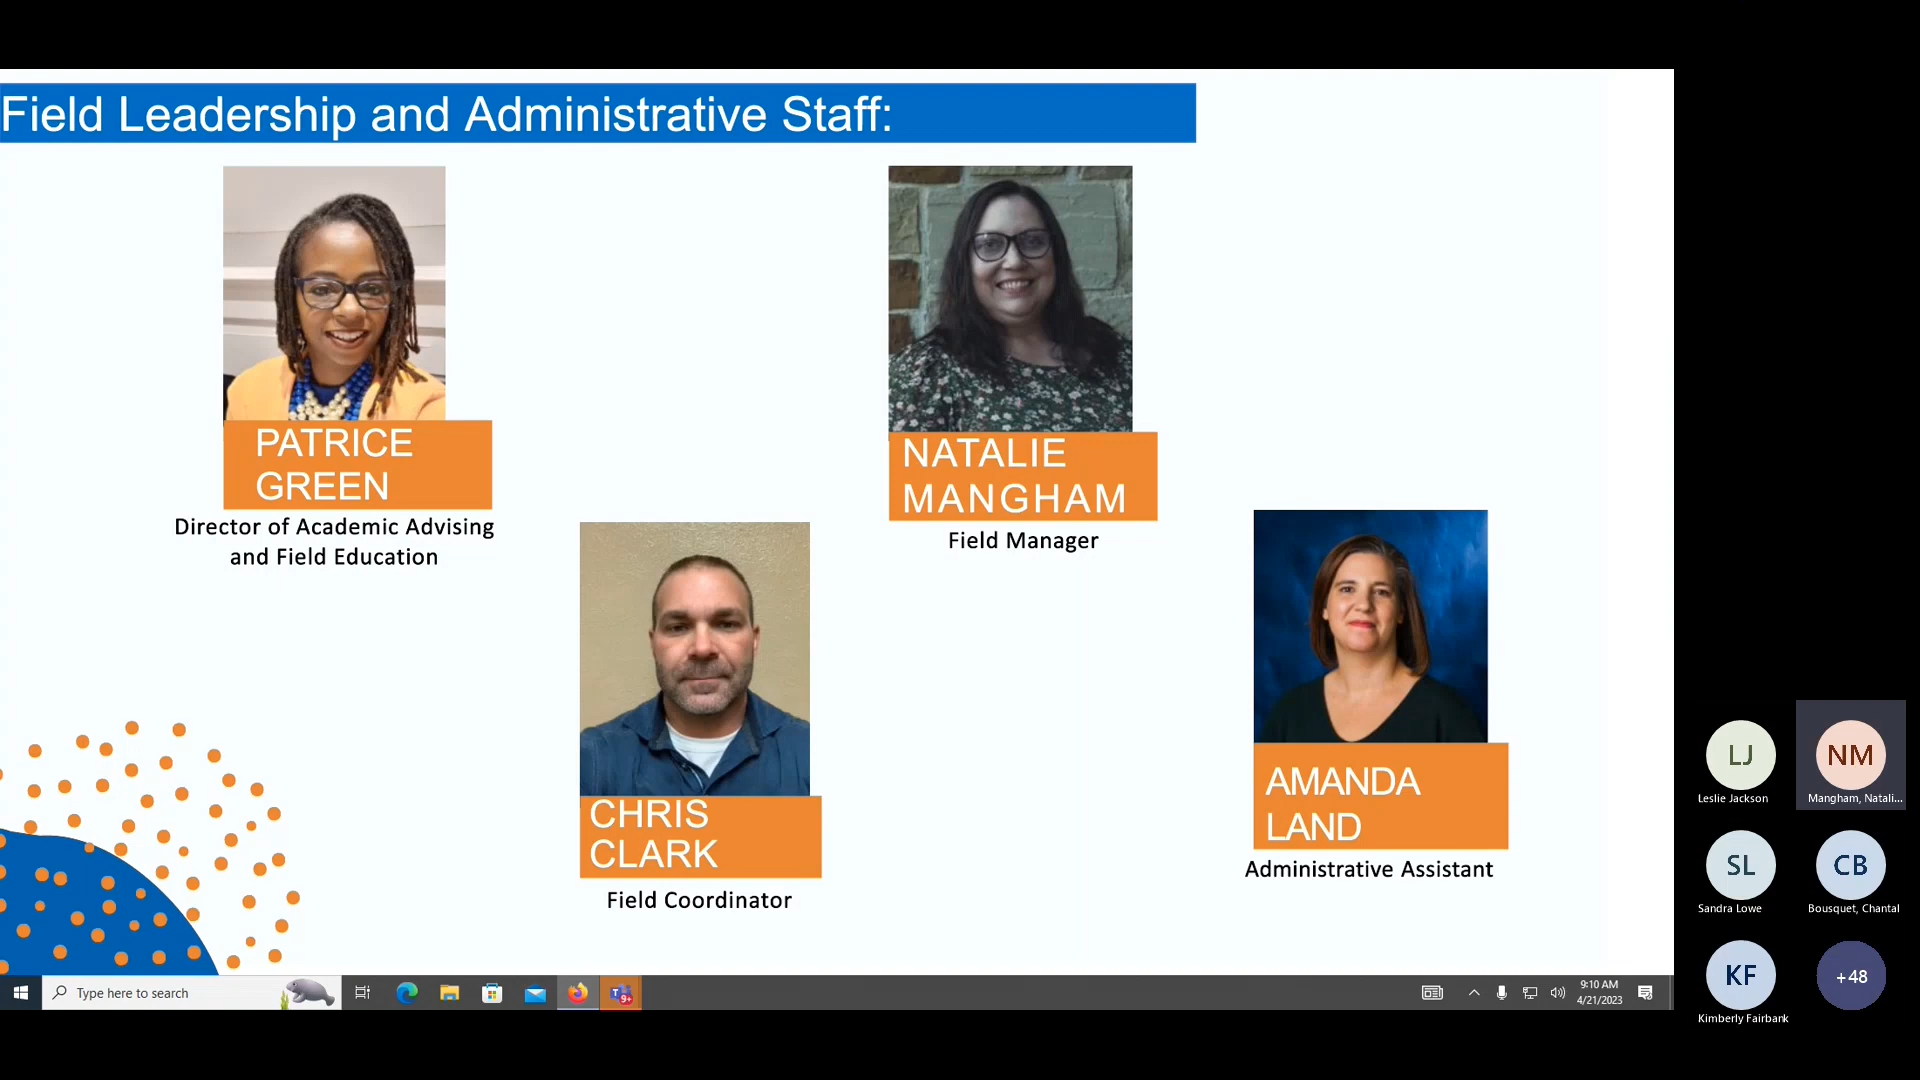 Field Leadership and Administrative Staff:
PATRICE
GREEN
Director of Academic Advising
and Field Education
NATALIE
MANGHAM
Field Manager
CHRIS
CLARK
Field Coordinator
AMANDA
LAND
Administrative Assistant
LJ
Leslie Jackson
NM
Mangham, Natali...
SL
Sandra Lowe
CB
Bousquet, Chantal
KF
Kimberly Fairbank
+48
Type here to search
T
9+
9:10 AM
4/21/2023